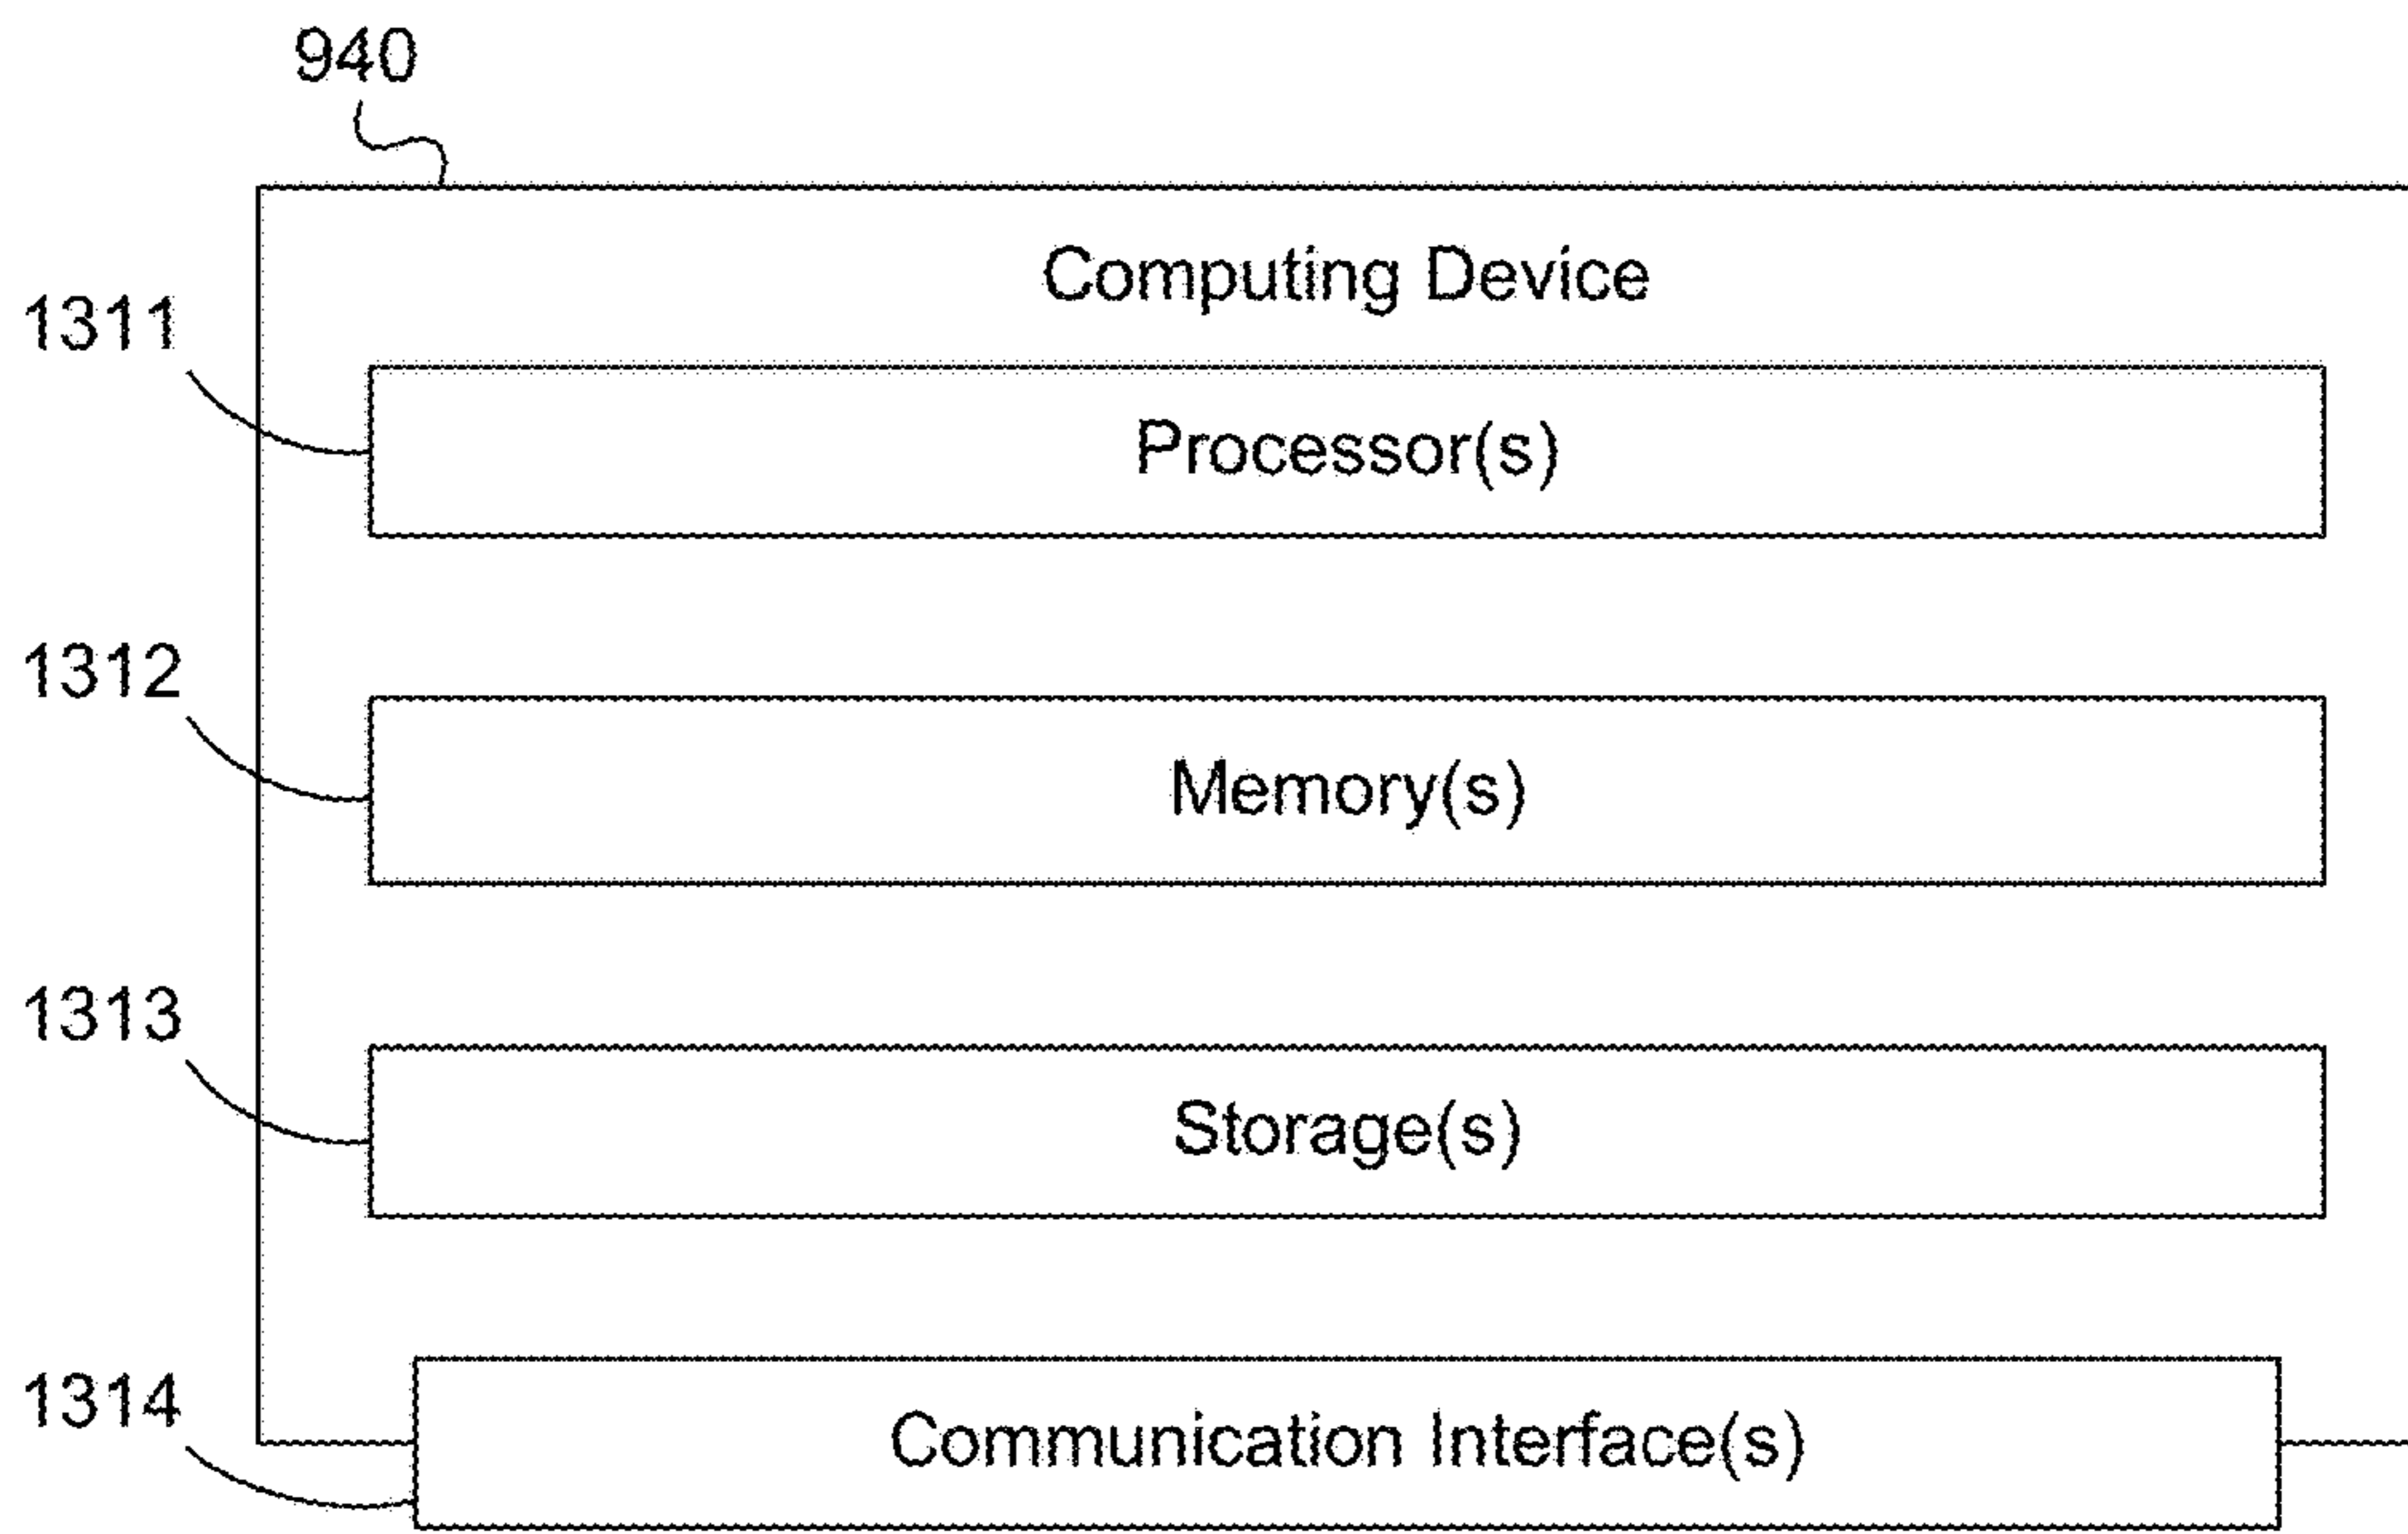 940
Computing Device
1311
Processor(s)
1312
Memory(s)
1313
Storage(s)
1314
Communication Interface(s)